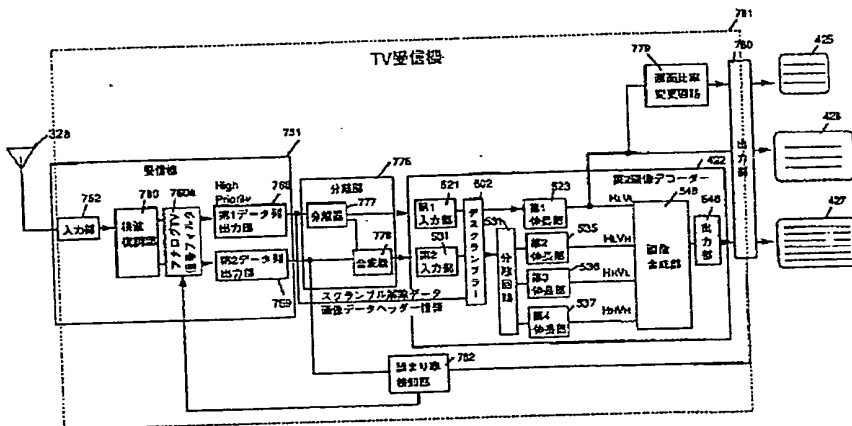 781
TV受信機
779
画面比率
変更回路
780
425
426
427
出力部
328
751
受信機
752
入力部
760
検波
復調器
760a
アナログTV
信号フィルタ
High
Priority
第1データ列
出力部
第2データ列
出力部
759
776
分離部
777
分離器
778
合成器
スクランブル解除データ
画像データヘッダー情報
422
第2画像デコーダー
521
第1
入力部
531
第2
入力部
502
デスクランブラー
分離回路
523
第1
伸長部
535
第2
伸長部
536
第3
伸長部
537
第4
伸長部
HLVL
HLVH
HHVL
HHVH
548
画像
合成部
546
出力部
782
誤まり率
検知部